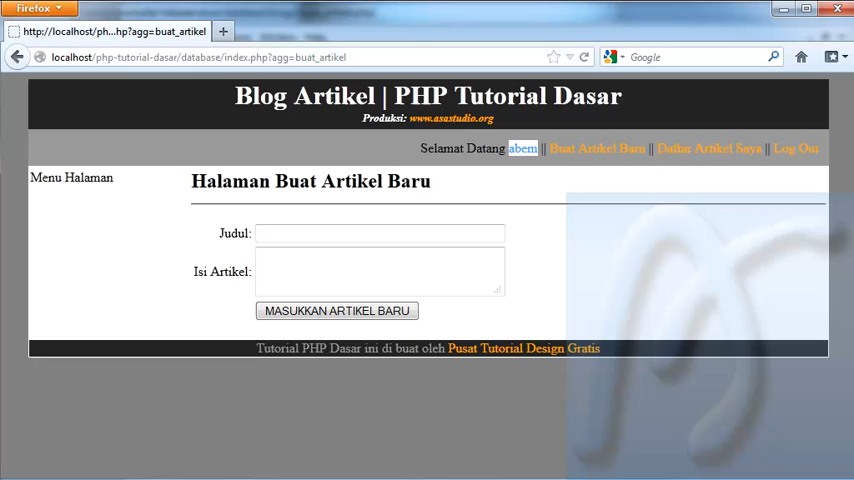 Firefox
http://localhost/ph...hp?agg=buat_artikel
localhost/php-tutorial-dasar/database/index.php?agg=buat_artikel
Google
Blog Artikel | PHP Tutorial Dasar
Produksi: www.asastudio.org
Selamat Datang abem || Buat Artikel Baru || Daftar Artikel Saya || Log Out
Menu Halaman
Halaman Buat Artikel Baru
Judul:
Isi Artikel:
MASUKKAN ARTIKEL BARU
Tutorial PHP Dasar ini di buat oleh Pusat Tutorial Design Gratis